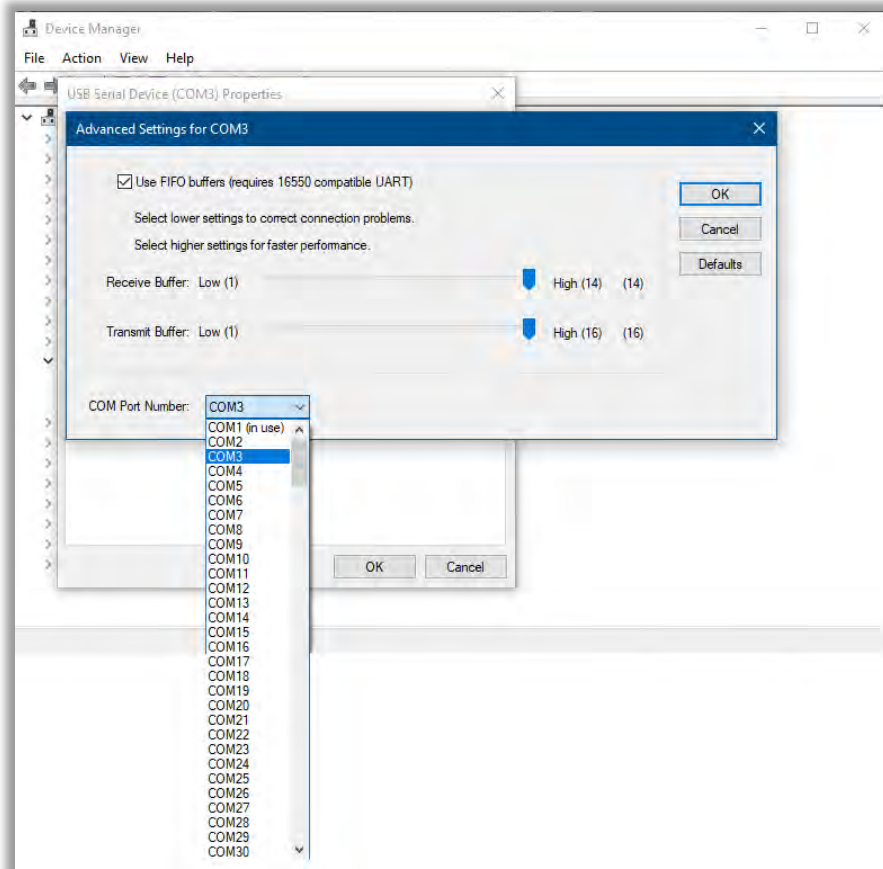 Device Manager
File Action View Help
USB Serial Device (COM3) Properties
Advanced Settings for COM3
Use FIFO buffers (requires 16550 compatible UART)
OK
Select lower settings to correct connection problems.
Cancel
Select higher settings for faster performance.
Defaults
Receive Buffer: Low (1) High (14) (14)
Transmit Buffer: Low (1) High (16) (16)
COM Port Number: COM3
COM1 (in use)
COM2
COM3
COM4
COM5
COM6
COM7
COM8
COM9
COM10
COM11
COM12
COM13
COM14
COM15
COM16
COM17
COM18
COM19
COM20
COM21
COM22
COM23
COM24
COM25
COM26
COM27
COM28
COM29
COM30
OK Cancel